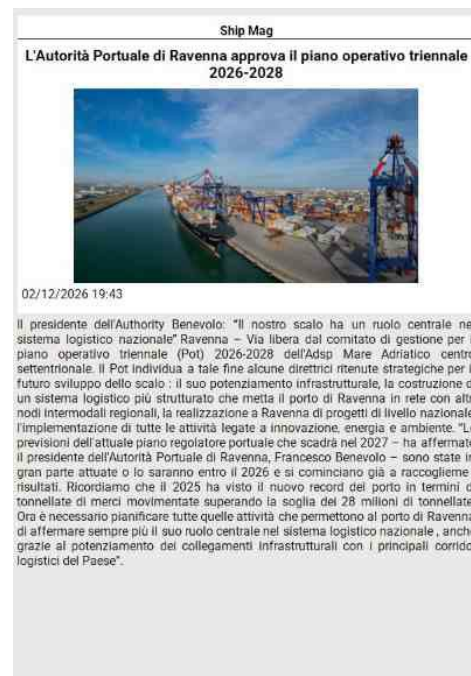 Ship Mag
L'Autorità Portuale di Ravenna approva il piano operativo triennale
2026-2028
02/12/2026 19:43
Il presidente dell'Authority Benevolo: "Il nostro scalo ha un ruolo centrale ne
sistema logistico nazionale" Ravenna – Via libera dal comitato di gestione per i
piano operativo triennale (Pot) 2026-2028 dell'Adsp Mare Adriatico centro
settentrionale. Il Pot individua a tale fine alcune direttrici ritenute strategiche per i
futuro sviluppo dello scalo : il suo potenziamento infrastrutturale, la costruzione d
un sistema logistico più strutturato che metta il porto di Ravenna in rete con altr
nodi intermodali regionali, la realizzazione a Ravenna di progetti di livello nazionale
l'implementazione di tutte le attività legate a innovazione, energia e ambiente. "Le
previsioni dell'attuale piano regolatore portuale che scadrà nel 2027 – ha affermato
il presidente dell'Autorità Portuale di Ravenna, Francesco Benevolo – sono state in
gran parte attuate o lo saranno entro il 2026 e si cominciano già a raccoglierne i
risultati. Ricordiamo che il 2025 ha visto il nuovo record del porto in termini d
tonnellate di merci movimentate superando la soglia dei 28 milioni di tonnellate
Ora è necessario pianificare tutte quelle attività che permettono al porto di Ravenna
di affermare sempre più il suo ruolo centrale nel sistema logistico nazionale , anche
grazie al potenziamento dei collegamenti infrastrutturali con i principali corrido
logistici del Paese".